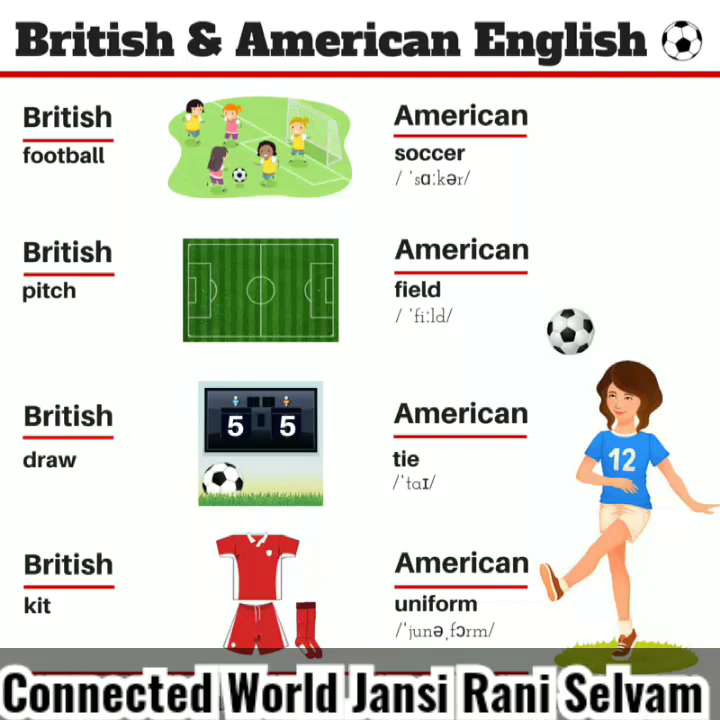 British & American English
British
football
American
soccer
/ ˈsɑːkər/
British
pitch
American
field
/ ˈfiːld/
British
draw
5 5
American
tie
/ˈtaɪ/
12
British
kit
American
uniform
/ˈjunəˌfɔrm/
Connected World Jansi Rani Selvam